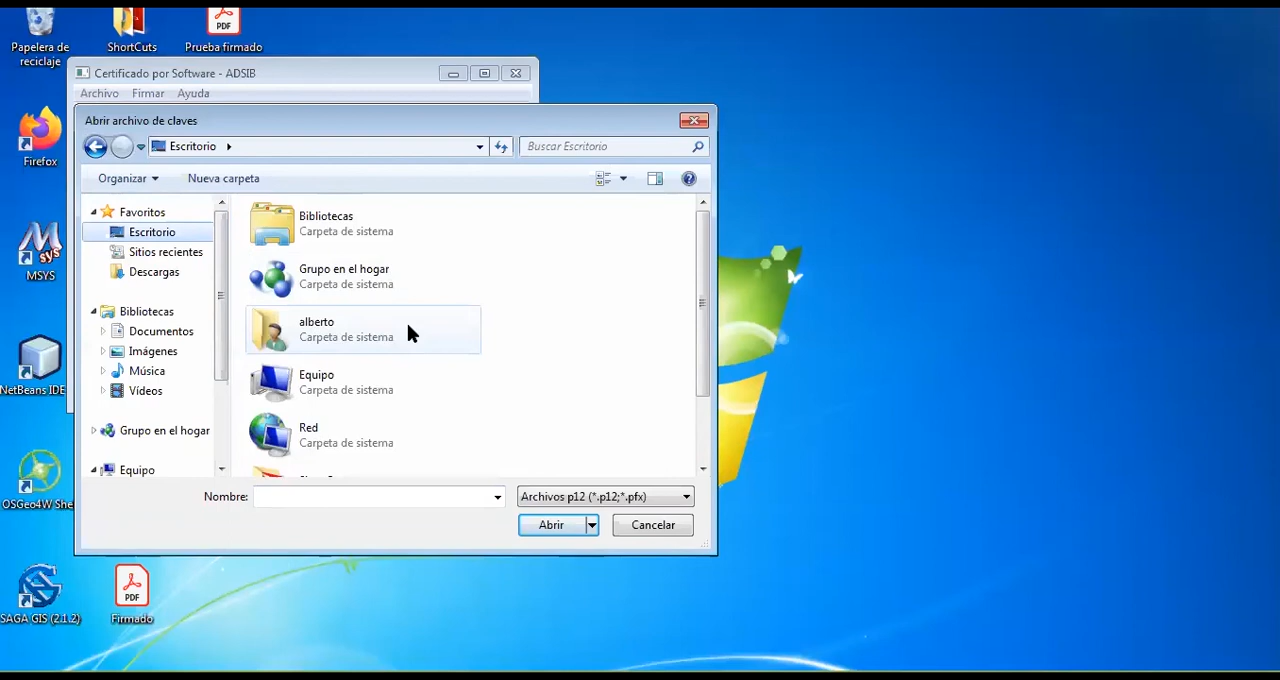 Papelera de
reciclaje
ShortCuts
PDF
Prueba firmado
Certificado por Software - ADSIB
Archivo Firmar Ayuda
Abrir archivo de claves
Escritorio
Buscar Escritorio
Organizar
Nueva carpeta
Favoritos
Escritorio
Sitios recientes
Descargas
Bibliotecas
Documentos
Imágenes
Música
Vídeos
Grupo en el hogar
Equipo
Bibliotecas
Carpeta de sistema
Grupo en el hogar
Carpeta de sistema
alberto
Carpeta de sistema
Equipo
Carpeta de sistema
Red
Carpeta de sistema
Nombre:
Archivos p12 (*.p12;*.pfx)
Abrir
Cancelar
Firefox
Msys
MSYS
NetBeans IDE
OSGeo4W She
SAGA GIS (2.1.2)
PDF
Firmado